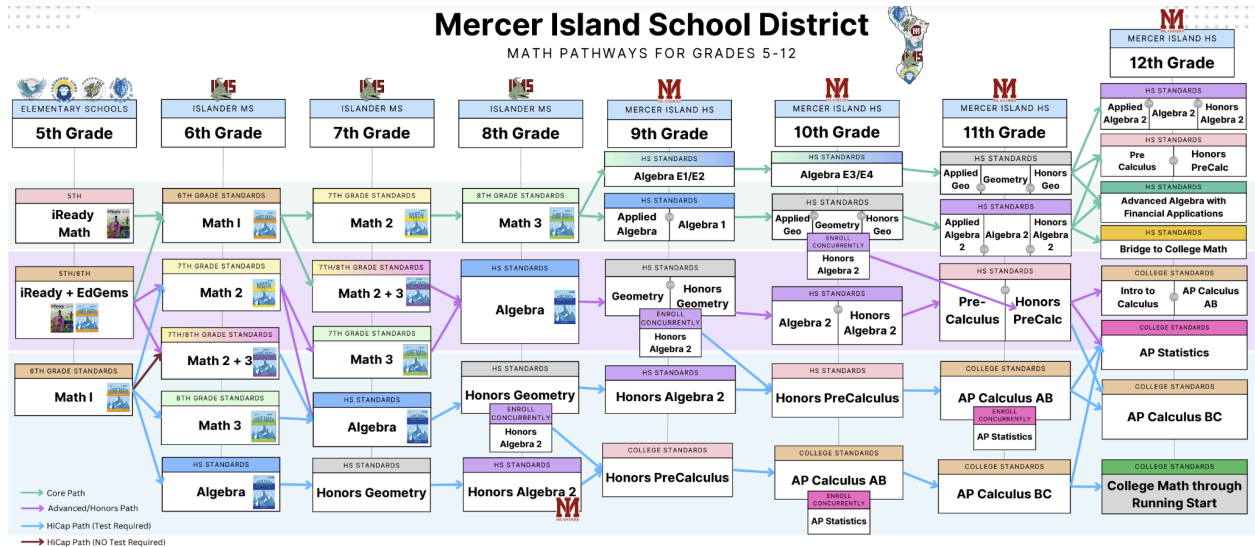 Mercer Island School District
MATH PATHWAYS FOR GRADES 5-12
ELEMENTARY SCHOOLS
5th Grade
5TH
iReady
Math
5TH/6TH
iReady + EdGems
6TH GRADE STANDARDS
Math I
ISLANDER MS
6th Grade
6TH GRADE STANDARDS
Math I
7TH GRADE STANDARDS
Math 2
7TH/8TH GRADE STANDARDS
Math 2 + 3
8TH GRADE STANDARDS
Math 3
HS STANDARDS
Algebra
ISLANDER MS
7th Grade
7TH GRADE STANDARDS
Math 2
7TH/8TH GRADE STANDARDS
Math 2 + 3
7TH GRADE STANDARDS
Math 3
HS STANDARDS
Algebra
HS STANDARDS
Honors Geometry
ISLANDER MS
8th Grade
8TH GRADE STANDARDS
Math 3
HS STANDARDS
Algebra
HS STANDARDS
Honors Geometry
ENROLL
CONCURRENTLY
Honors
Algebra 2
HS STANDARDS
Honors Algebra 2
MERCER ISLAND HS
9th Grade
HS STANDARDS
Algebra E1/E2
HS STANDARDS
Applied
Algebra
Algebra 1
HS STANDARDS
Geometry
Honors
Geometry
ENROLL
CONCURRENTLY
Honors
Algebra 2
HS STANDARDS
Honors Algebra 2
HS STANDARDS
Honors PreCalculus
MERCER ISLAND HS
10th Grade
HS STANDARDS
Algebra E3/E4
HS STANDARDS
Applied
Geo
Geometry
Honors
Geo
ENROLL
CONCURRENTLY
Honors
Algebra 2
HS STANDARDS
Algebra 2
Honors
Algebra 2
HS STANDARDS
Honors PreCalculus
COLLEGE STANDARDS
AP Calculus AB
ENROLL
CONCURRENTLY
AP Statistics
MERCER ISLAND HS
11th Grade
HS STANDARDS
Applied
Geo
Geometry
Honors
Geo
HS STANDARDS
Applied
Algebra
2
Algebra 2
Honors
Algebra
2
HS STANDARDS
Pre-
Calculus
Honors
PreCalc
COLLEGE STANDARDS
AP Calculus AB
ENROLL
CONCURRENTLY
AP Statistics
COLLEGE STANDARDS
AP Calculus BC
MERCER ISLAND HS
12th Grade
HS STANDARDS
Applied
Algebra 2
Algebra 2
Honors
Algebra 2
HS STANDARDS
Pre
Calculus
Honors
PreCalc
HS STANDARDS
Advanced Algebra with
Financial Applications
HS STANDARDS
Bridge to College Math
COLLEGE STANDARDS
Intro to
Calculus
AP Calculus
AB
COLLEGE STANDARDS
AP Statistics
COLLEGE STANDARDS
AP Calculus BC
COLLEGE STANDARDS
College Math through
Running Start
Core Path
Advanced/Honors Path
HiCap Path (Test Required)
HiCap Path (NO Test Required)